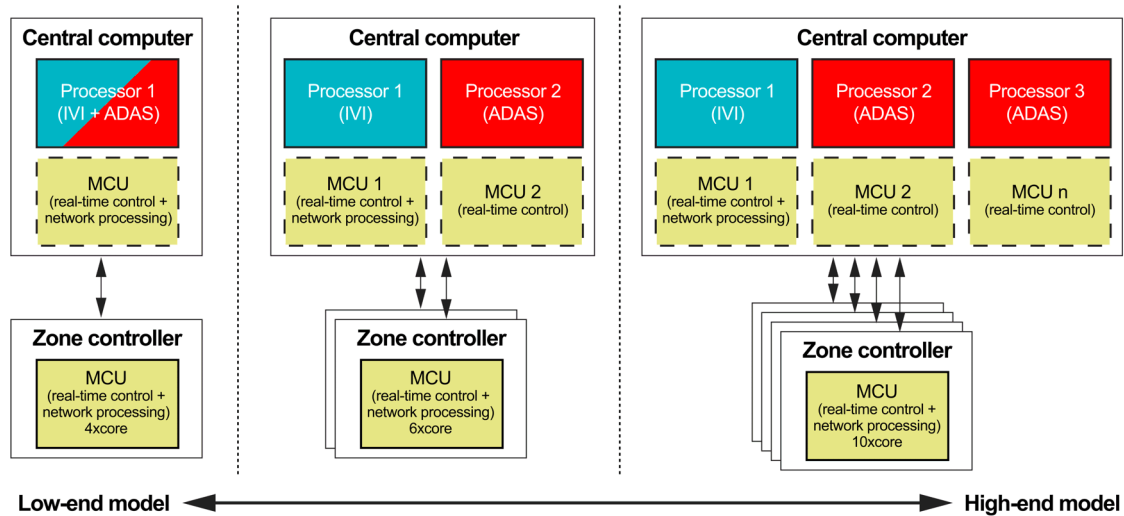 Central computer
Processor 1
(IVI + ADAS)
MCU
(real-time control +
network processing)
Zone controller
MCU
(real-time control +
network processing)
4xcore
Central computer
Processor 1
(IVI)
Processor 2
(ADAS)
MCU 1
(real-time control +
network processing)
MCU 2
(real-time control)
Zone controller
MCU
(real-time control +
network processing)
6xcore
Central computer
Processor 1
(IVI)
Processor 2
(ADAS)
Processor 3
(ADAS)
MCU 1
(real-time control +
network processing)
MCU 2
(real-time control)
MCU n
(real-time control)
Zone controller
MCU
(real-time control +
network processing)
10xcore
Low-end model
High-end model